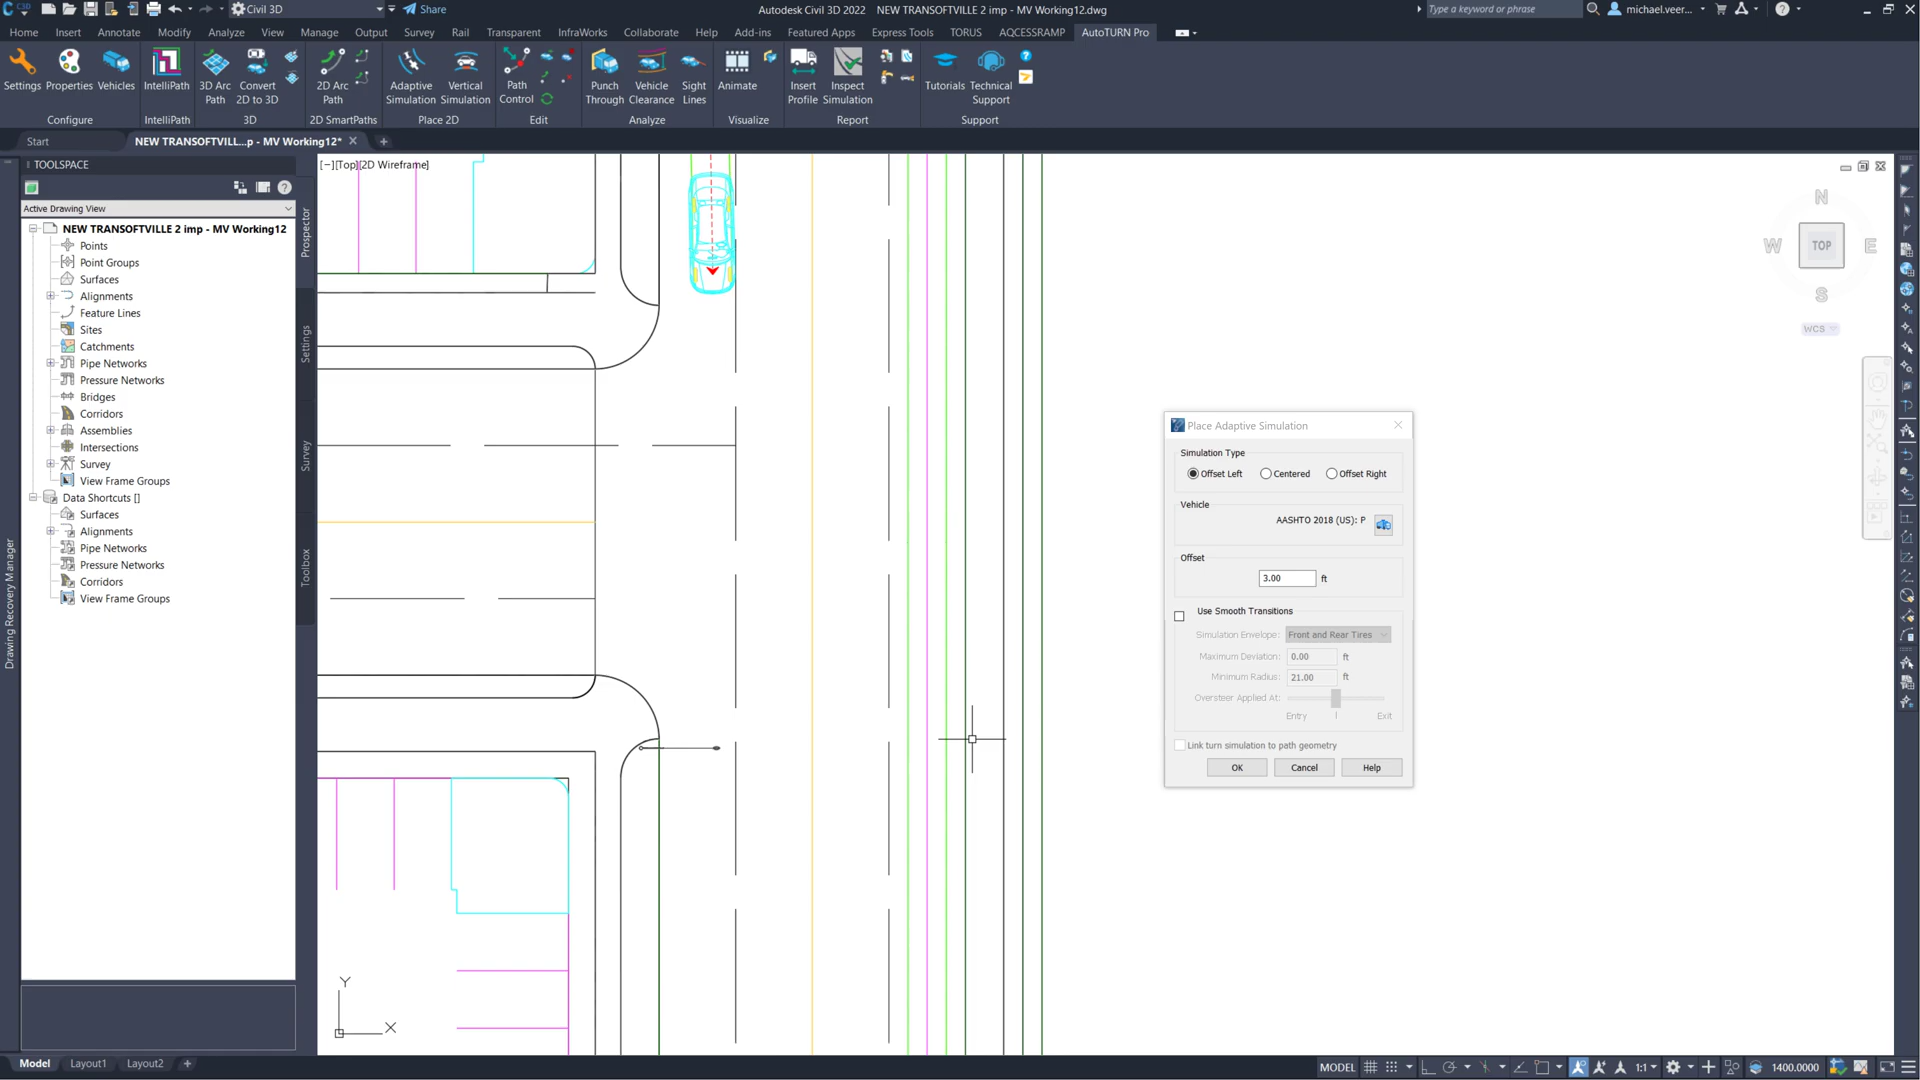 C3D
Civil 3D
Share
Autodesk Civil 3D 2022 NEW TRANSOFTVILLE 2 imp - MV Working12.dwg
Type a keyword or phrase
michael.veer...
Home Insert Annotate Modify Analyze View Manage Output Survey Rail Transparent InfraWorks Collaborate Help Add-ins Featured Apps Express Tools TORUS AQCESSRAMP AutoTURN Pro
Settings Properties Vehicles
IntelliPath
3D Arc Path
Convert 2D to 3D
2D Arc Path
Adaptive Simulation
Vertical Simulation
Path Control
Punch Through
Vehicle Clearance
Sight Lines
Animate
Insert Profile
Inspect Simulation
Tutorials
Technical Support
Configure IntelliPath 3D 2D SmartPaths Place 2D Edit Analyze Visualize Report Support
Start
NEW TRANSOFTVILL...p - MV Working12*
TOOLSPACE
Active Drawing View
NEW TRANSOFTVILLE 2 imp - MV Working12
Points
Point Groups
Surfaces
Alignments
Feature Lines
Sites
Catchments
Pipe Networks
Pressure Networks
Bridges
Corridors
Assemblies
Intersections
Survey
View Frame Groups
Data Shortcuts []
Surfaces
Alignments
Pipe Networks
Pressure Networks
Corridors
View Frame Groups
Prospector
Settings
Survey
Toolbox
Drawing Recovery Manager
[−][Top][2D Wireframe]
N
W TOP E
S
WCS
Place Adaptive Simulation
Simulation Type
Offset Left Centered Offset Right
Vehicle
AASHTO 2018 (US): P
Offset
3.00 ft
Use Smooth Transitions
Simulation Envelope: Front and Rear Tires
Maximum Deviation: 0.00 ft
Minimum Radius: 21.00 ft
Oversteer Applied At:
Entry Exit
Link turn simulation to path geometry
OK Cancel Help
Y
X
Model Layout1 Layout2
MODEL
1:1
1400.0000